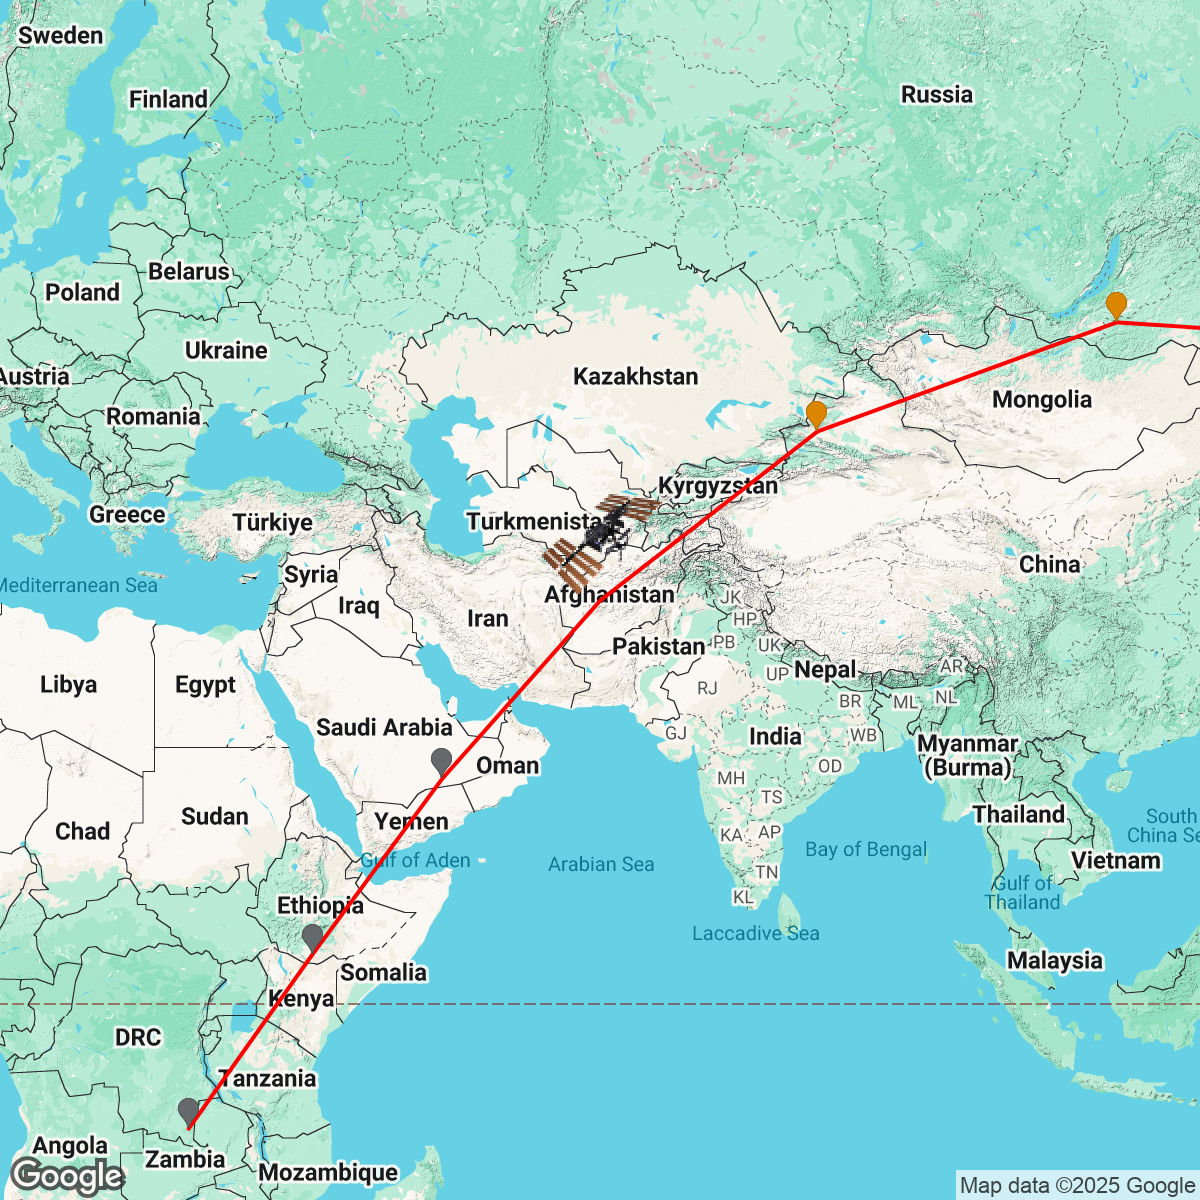 Sweden
Finland
Russia
Belarus
Poland
Ukraine
Austria
Kazakhstan
Mongolia
Romania
Kyrgyzstan
Greece
Türkiye
Turkmenista
China
Mediterranean Sea
Syria
Afghanistan
JK
Iraq
Iran
HP
Pakistan
PB
UK
Nepal
AR
UP
Libya
Egypt
RJ
BR
ML
NL
Saudi Arabia
GJ
India
WB
Myanmar
(Burma)
Oman
OD
MH
TS
Sudan
Yemen
Thailand
South
China Se
Chad
KA
AP
Gulf of Aden
Arabian Sea
Bay of Bengal
Vietnam
TN
Gulf of
Thailand
KL
Ethiopia
Laccadive Sea
Malaysia
Somalia
Kenya
DRC
Tanzania
Angola
Zambia
Mozambique
Google
Map data ©2025 Google